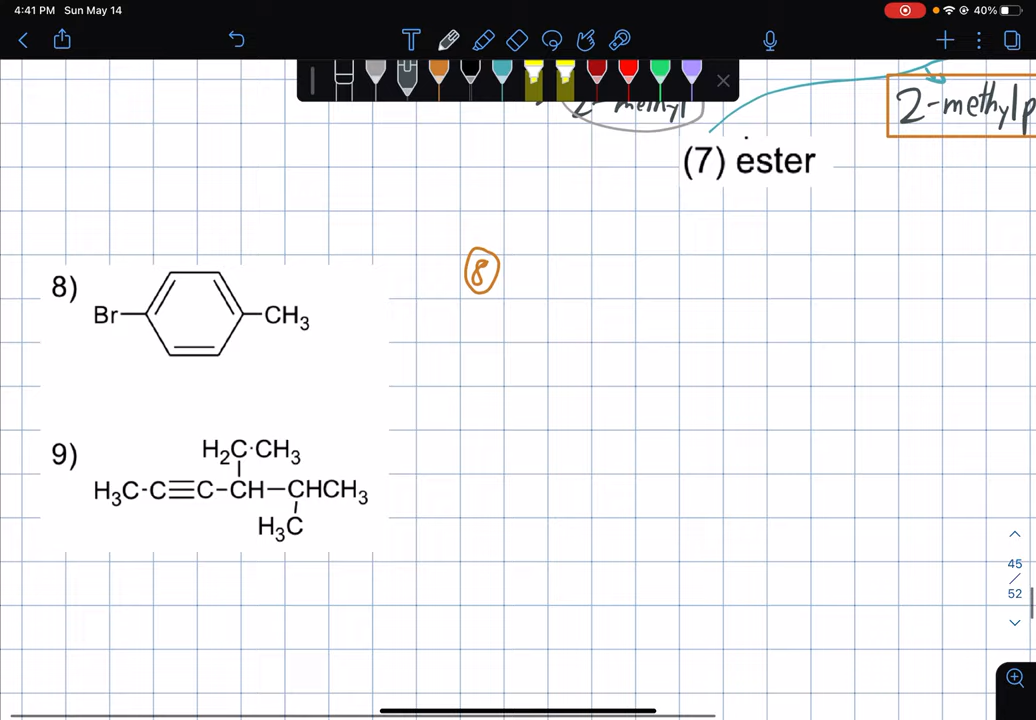 4:41 PM Sun May 14
40%
T
2-methyl
2-methylp
(7) ester
8)
Br
CH3
8
9)
H2C·CH3
H3C-C≡C-CH-CHCH3
H3C
45
/
52